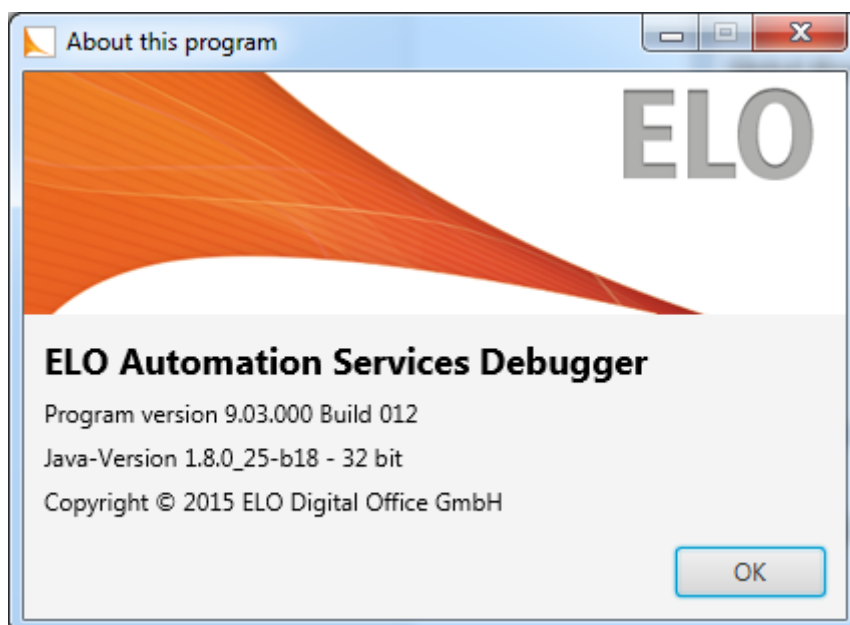 About this program
ELO
ELO Automation Services Debugger
Program version 9.03.000 Build 012
Java-Version 1.8.0_25-b18 - 32 bit
Copyright © 2015 ELO Digital Office GmbH
OK